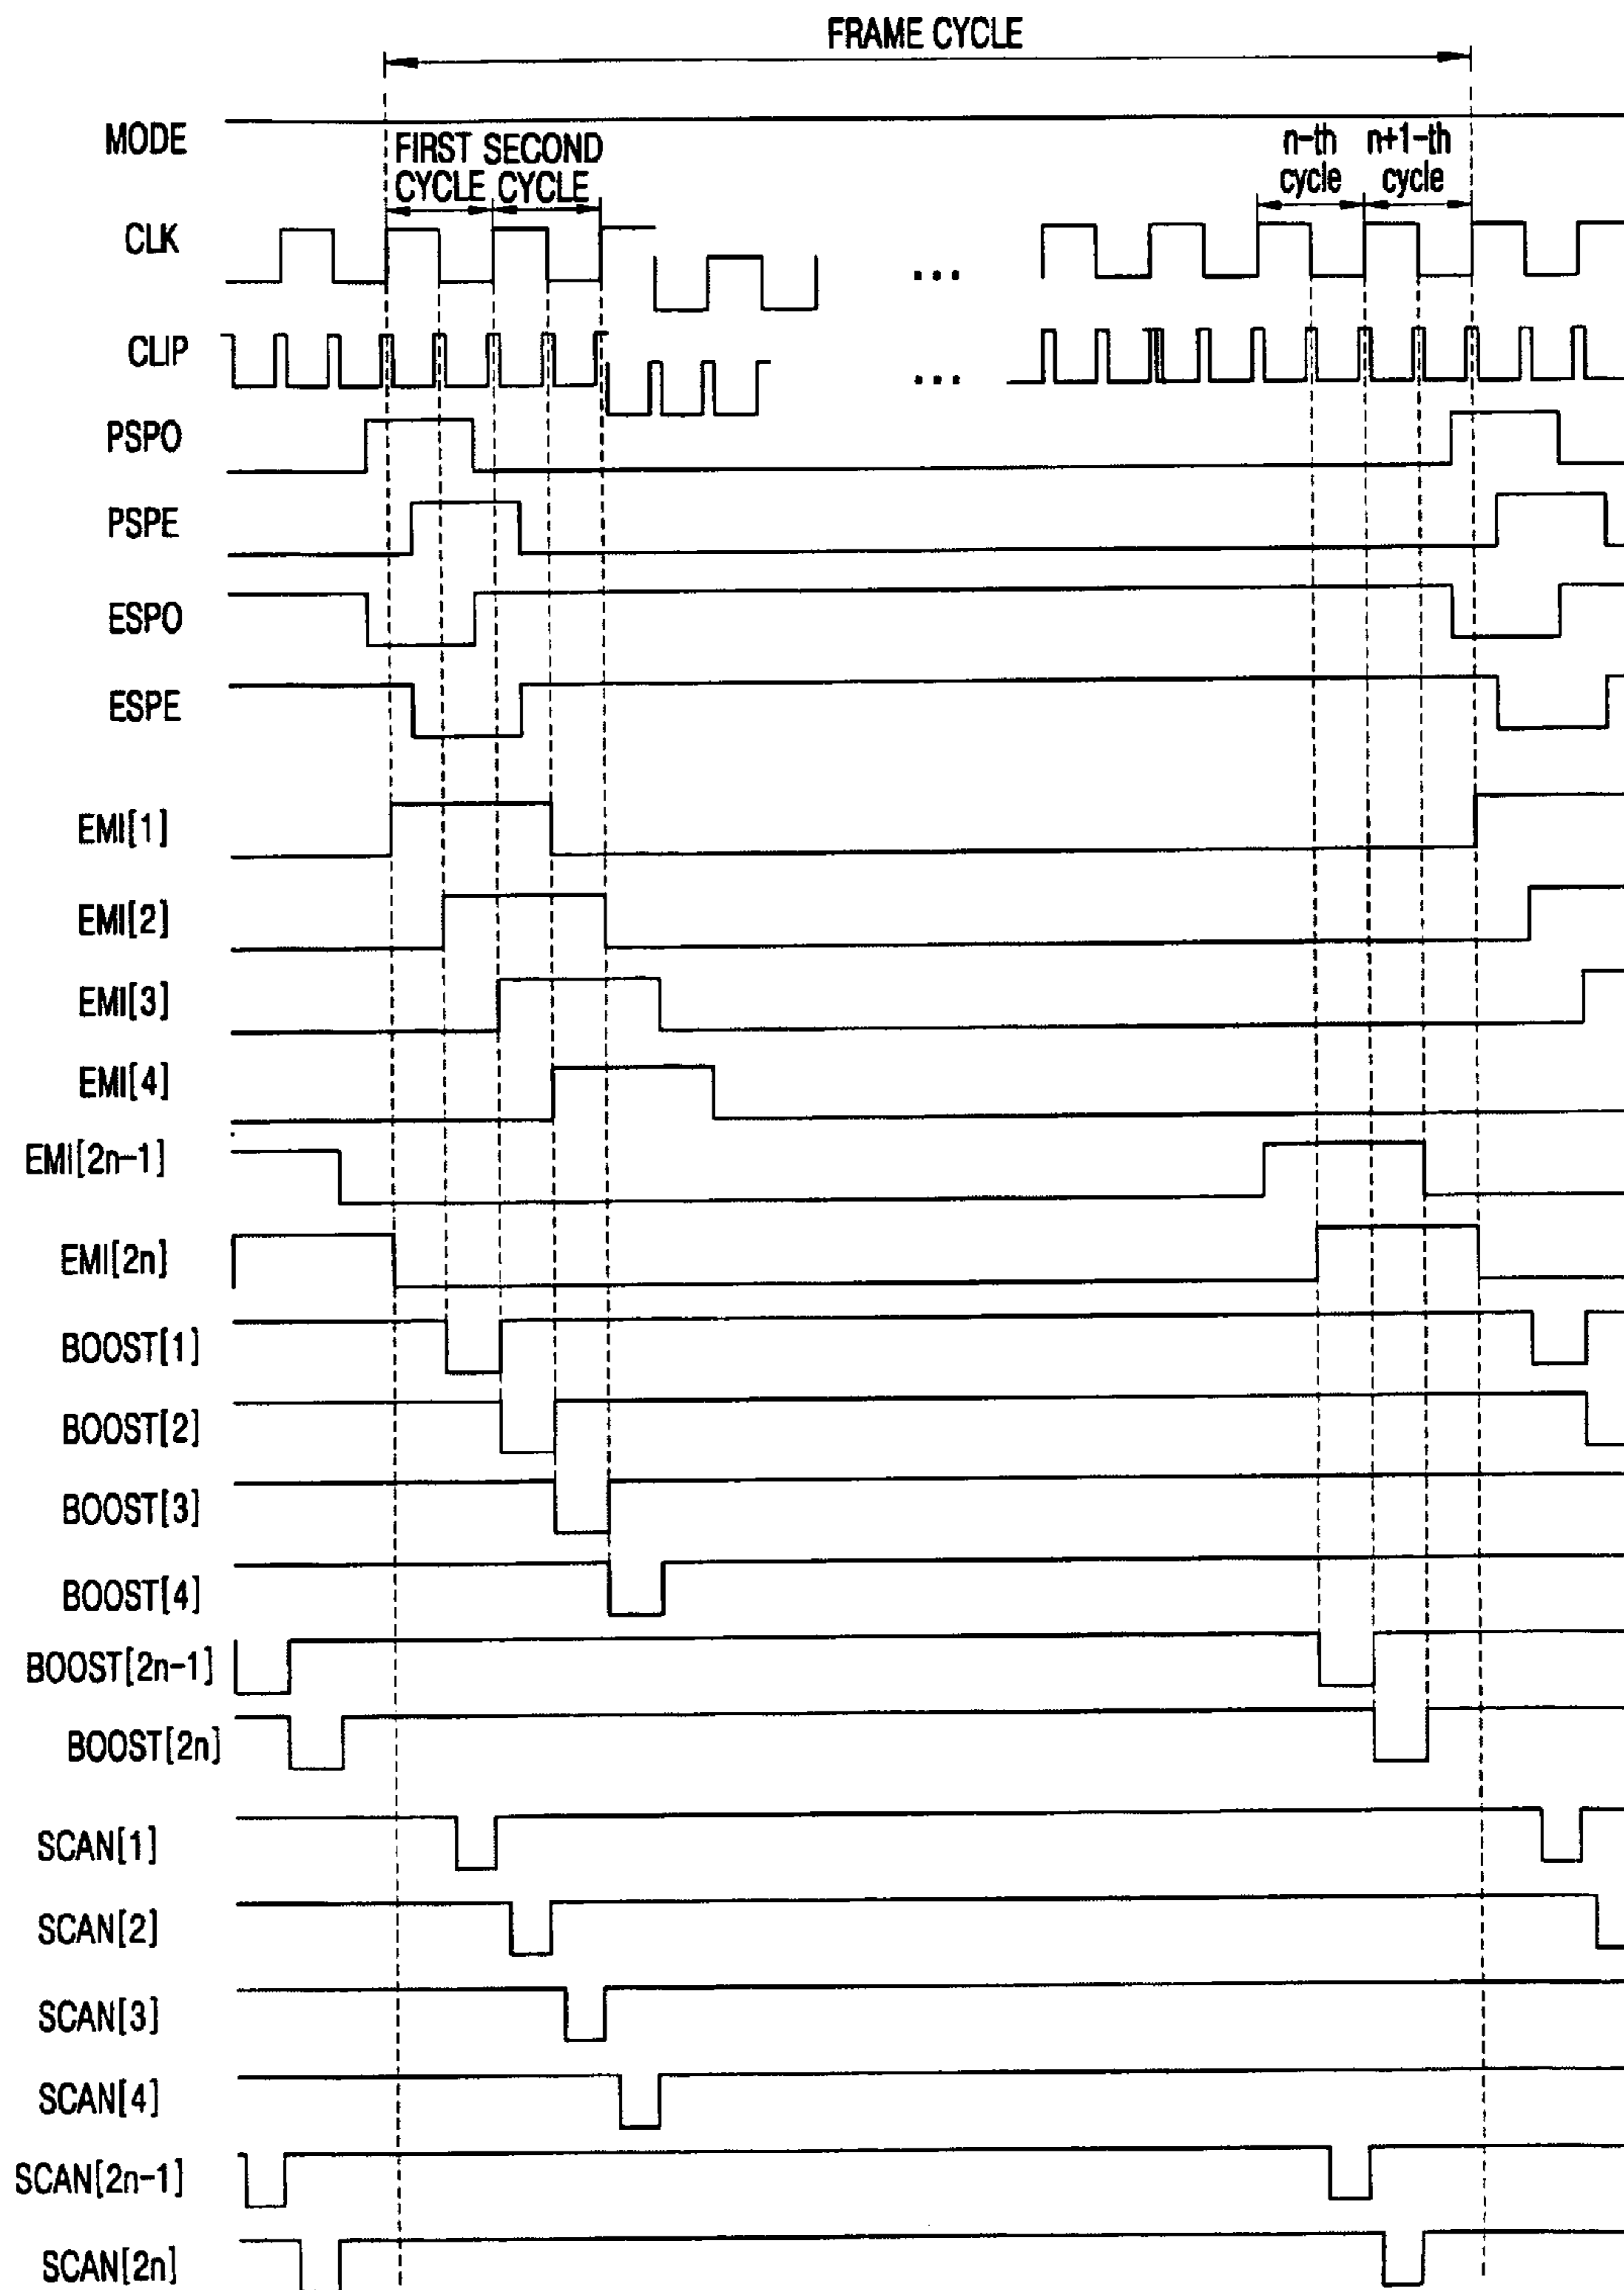 FRAME CYCLE
MODE
FIRST SECOND
CYCLE CYCLE
n-th n+1-th
cycle cycle
CLK
...
CLIP
...
PSPO
PSPE
ESPO
ESPE
EMI[1]
EMI[2]
EMI[3]
EMI[4]
EMI[2n-1]
EMI[2n]
BOOST[1]
BOOST[2]
BOOST[3]
BOOST[4]
BOOST[2n-1]
BOOST[2n]
SCAN[1]
SCAN[2]
SCAN[3]
SCAN[4]
SCAN[2n-1]
SCAN[2n]